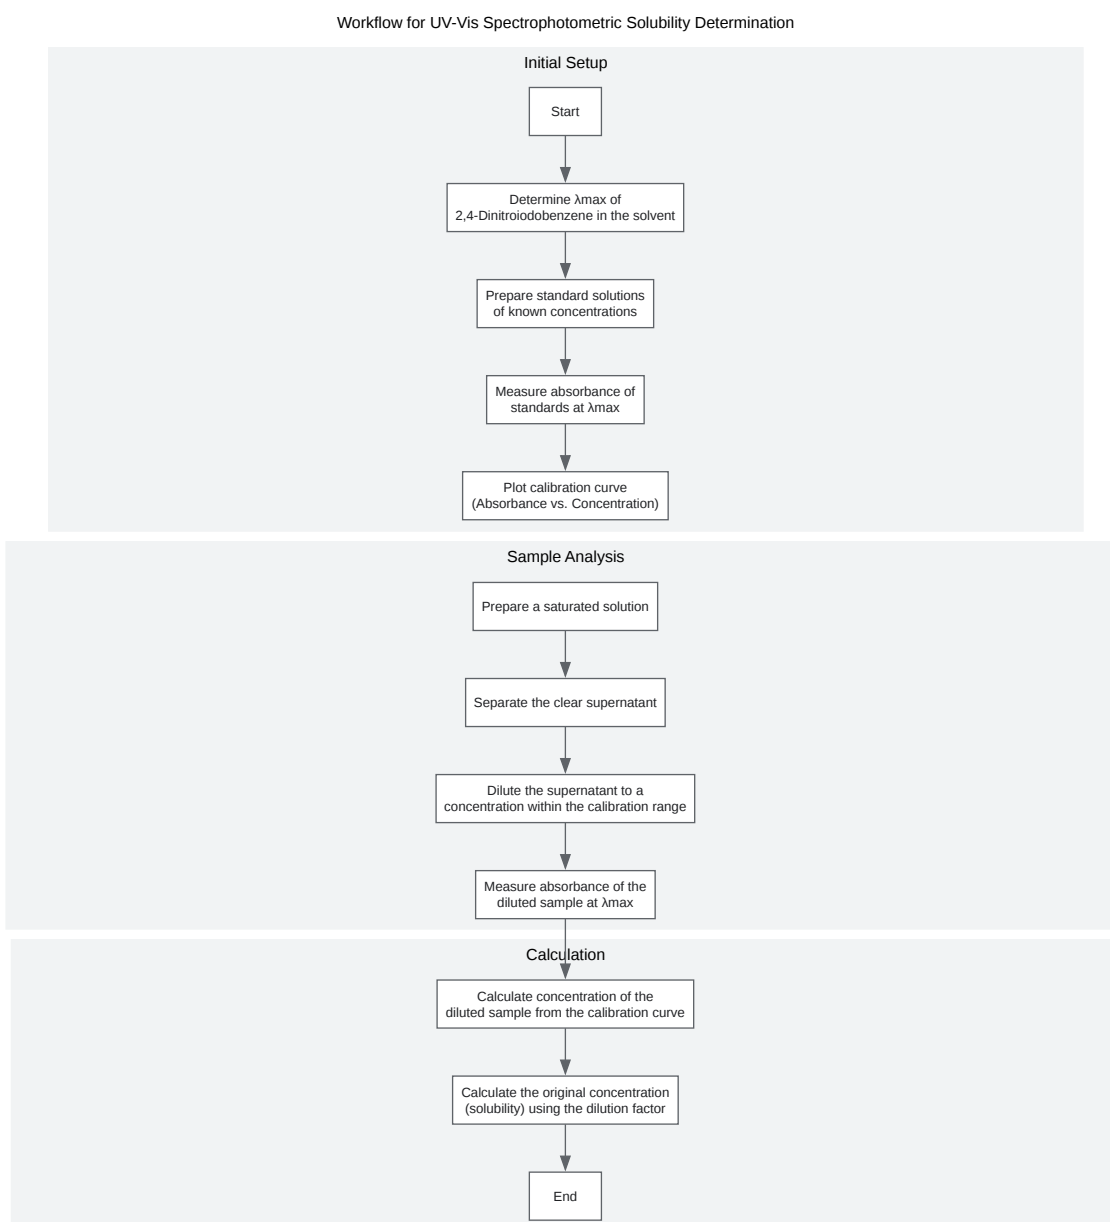 Workflow for UV-Vis Spectrophotometric Solubility Determination
Initial Setup
Start
Determine λmax of
2,4-Dinitroiodobenzene in the solvent
Prepare standard solutions
of known concentrations
Measure absorbance of
standards at λmax
Plot calibration curve
(Absorbance vs. Concentration)
Sample Analysis
Prepare a saturated solution
Separate the clear supernatant
Dilute the supernatant to a
concentration within the calibration range
Measure absorbance of the
diluted sample at λmax
Calculation
Calculate concentration of the
diluted sample from the calibration curve
Calculate the original concentration
(solubility) using the dilution factor
End